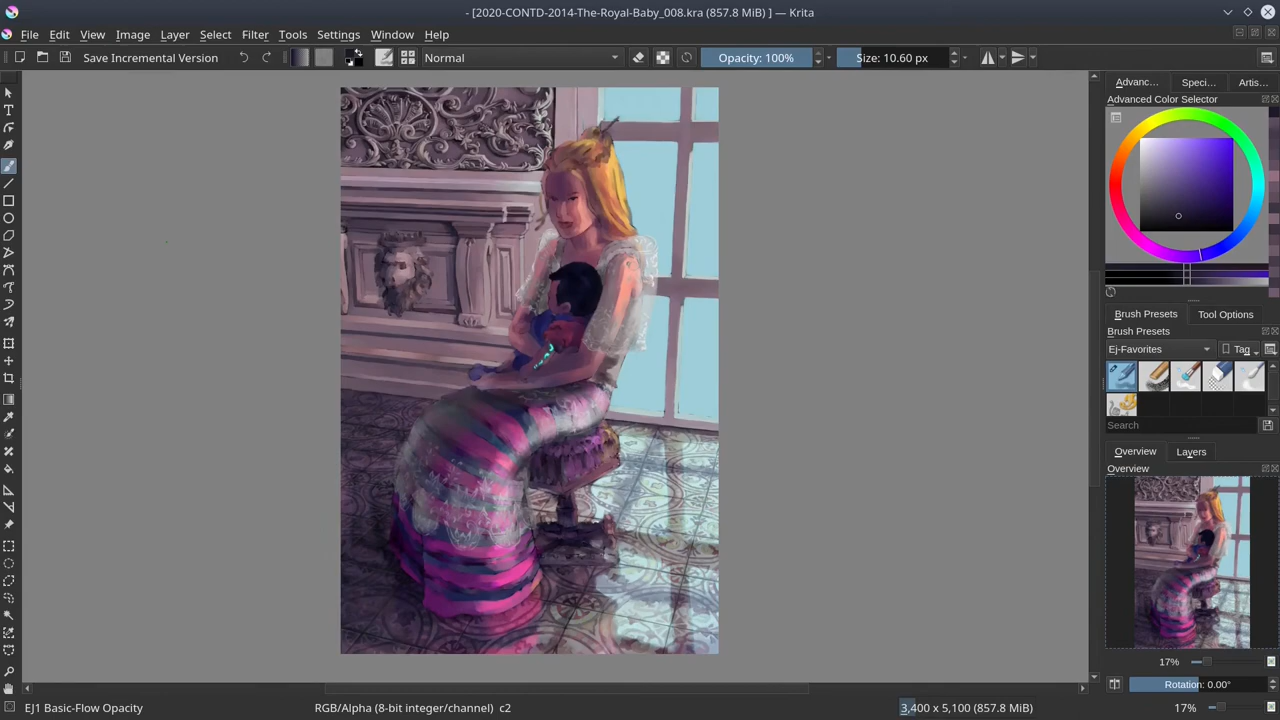 - [2020-CONTD-2014-The-Royal-Baby_008.kra (857.8 MiB) ] — Krita
File Edit View Image Layer Select Filter Tools Settings Window Help
Save Incremental Version Normal Opacity: 100% Size: 10.60 px
Advanc... Speci... Artis...
Advanced Color Selector
Brush Presets Tool Options
Brush Presets
Ej-Favorites Tag
Search
Overview Layers
Overview
17%
Rotation: 0.00°
EJ1 Basic-Flow Opacity RGB/Alpha (8-bit integer/channel) c2 3,400 x 5,100 (857.8 MiB) 17%